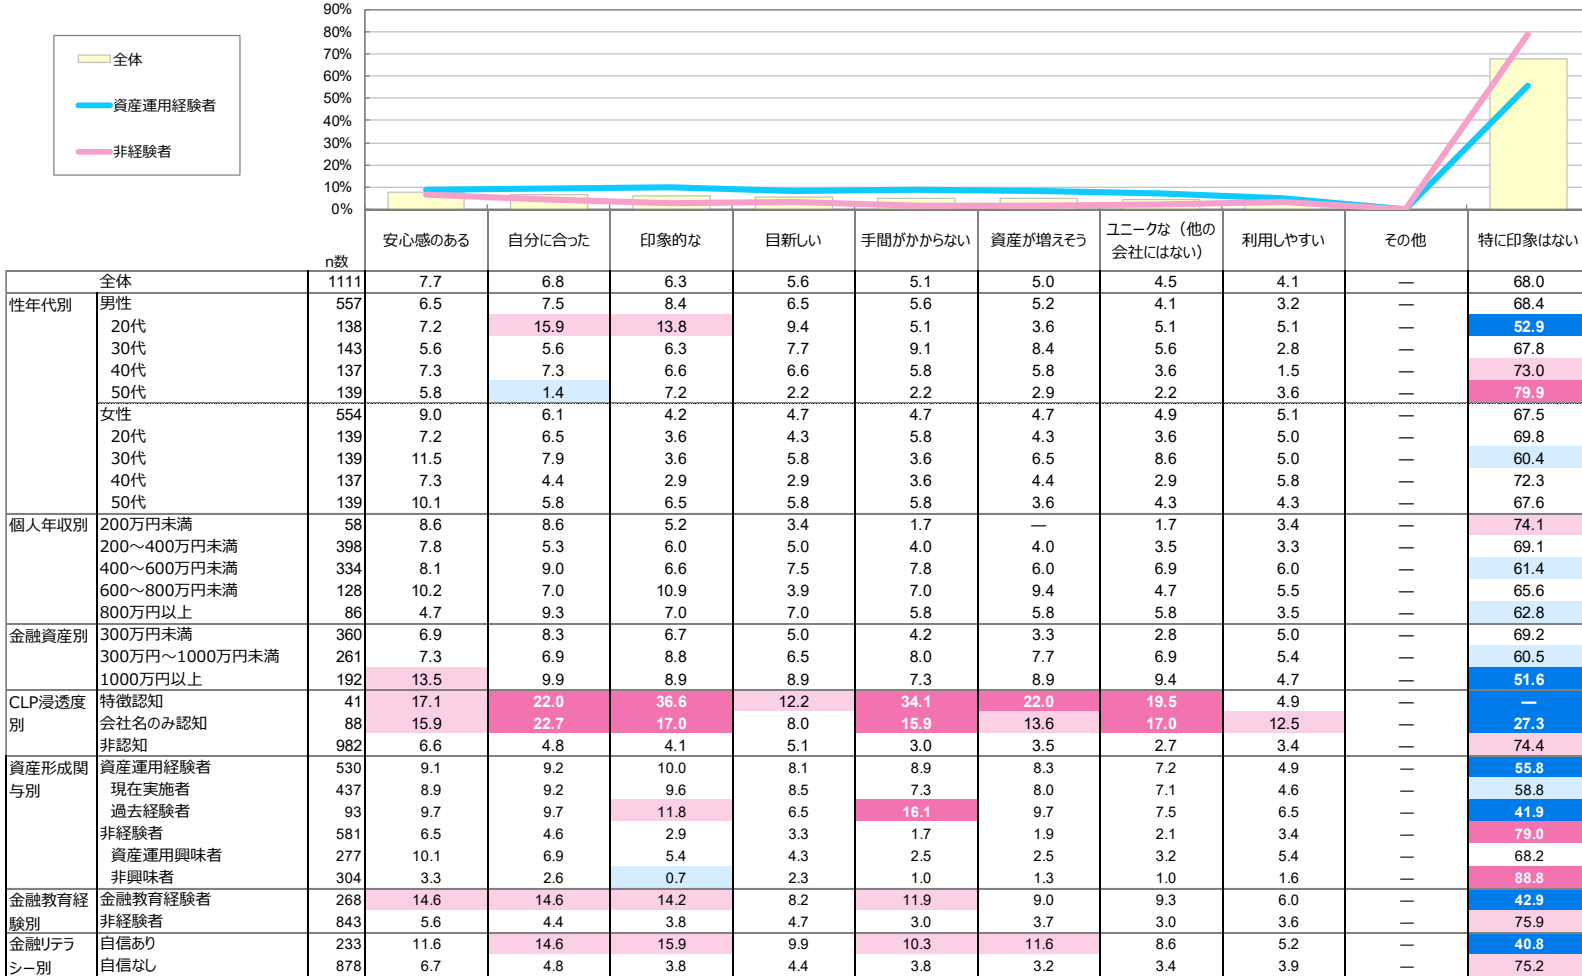 90%
80%
70%
60%
50%
40%
30%
20%
10%
0%
全体
資産運用経験者
非経験者
n数 安心感のある 自分に合った 印象的な 目新しい 手間がかからない 資産が増えそう ユニークな（他の
会社にはない） 利用しやすい その他 特に印象はない
全体 1111 7.7 6.8 6.3 5.6 5.1 5.0 4.5 4.1 — 68.0
性年代別 男性 557 6.5 7.5 8.4 6.5 5.6 5.2 4.1 3.2 — 68.4
20代 138 7.2 15.9 13.8 9.4 5.1 3.6 5.1 5.1 — 52.9
30代 143 5.6 5.6 6.3 7.7 9.1 8.4 5.6 2.8 — 67.8
40代 137 7.3 7.3 6.6 6.6 5.8 5.8 3.6 1.5 — 73.0
50代 139 5.8 1.4 7.2 2.2 2.2 2.9 2.2 3.6 — 79.9
女性 554 9.0 6.1 4.2 4.7 4.7 4.7 4.9 5.1 — 67.5
20代 139 7.2 6.5 3.6 4.3 5.8 4.3 3.6 5.0 — 69.8
30代 139 11.5 7.9 3.6 5.8 3.6 6.5 8.6 5.0 — 60.4
40代 137 7.3 4.4 2.9 2.9 3.6 4.4 2.9 5.8 — 72.3
50代 139 10.1 5.8 6.5 5.8 5.8 3.6 4.3 4.3 — 67.6
個人年収別 200万円未満 58 8.6 8.6 5.2 3.4 1.7 — 1.7 3.4 — 74.1
200～400万円未満 398 7.8 5.3 6.0 5.0 4.0 4.0 3.5 3.3 — 69.1
400～600万円未満 334 8.1 9.0 6.6 7.5 7.8 6.0 6.9 6.0 — 61.4
600～800万円未満 128 10.2 7.0 10.9 3.9 7.0 9.4 4.7 5.5 — 65.6
800万円以上 86 4.7 9.3 7.0 7.0 5.8 5.8 5.8 3.5 — 62.8
金融資産別 300万円未満 360 6.9 8.3 6.7 5.0 4.2 3.3 2.8 5.0 — 69.2
300万円～1000万円未満 261 7.3 6.9 8.8 6.5 8.0 7.7 6.9 5.4 — 60.5
1000万円以上 192 13.5 9.9 8.9 8.9 7.3 8.9 9.4 4.7 — 51.6
CLP浸透度 特徴認知 41 17.1 22.0 36.6 12.2 34.1 22.0 19.5 4.9 — —
別 会社名のみ認知 88 15.9 22.7 17.0 8.0 15.9 13.6 17.0 12.5 — 27.3
非認知 982 6.6 4.8 4.1 5.1 3.0 3.5 2.7 3.4 — 74.4
資産形成関 資産運用経験者 530 9.1 9.2 10.0 8.1 8.9 8.3 7.2 4.9 — 55.8
与別 現在実施者 437 8.9 9.2 9.6 8.5 7.3 8.0 7.1 4.6 — 58.8
過去経験者 93 9.7 9.7 11.8 6.5 16.1 9.7 7.5 6.5 — 41.9
非経験者 581 6.5 4.6 2.9 3.3 1.7 1.9 2.1 3.4 — 79.0
資産運用興味者 277 10.1 6.9 5.4 4.3 2.5 2.5 3.2 5.4 — 68.2
非興味者 304 3.3 2.6 0.7 2.3 1.0 1.3 1.0 1.6 — 88.8
金融教育経 金融教育経験者 268 14.6 14.6 14.2 8.2 11.9 9.0 9.3 6.0 — 42.9
験別 非経験者 843 5.6 4.4 3.8 4.7 3.0 3.7 3.0 3.6 — 75.9
金融リテラ 自信あり 233 11.6 14.6 15.9 9.9 10.3 11.6 8.6 5.2 — 40.8
シー別 自信なし 878 6.7 4.8 3.8 4.4 3.8 3.2 3.4 3.9 — 75.2